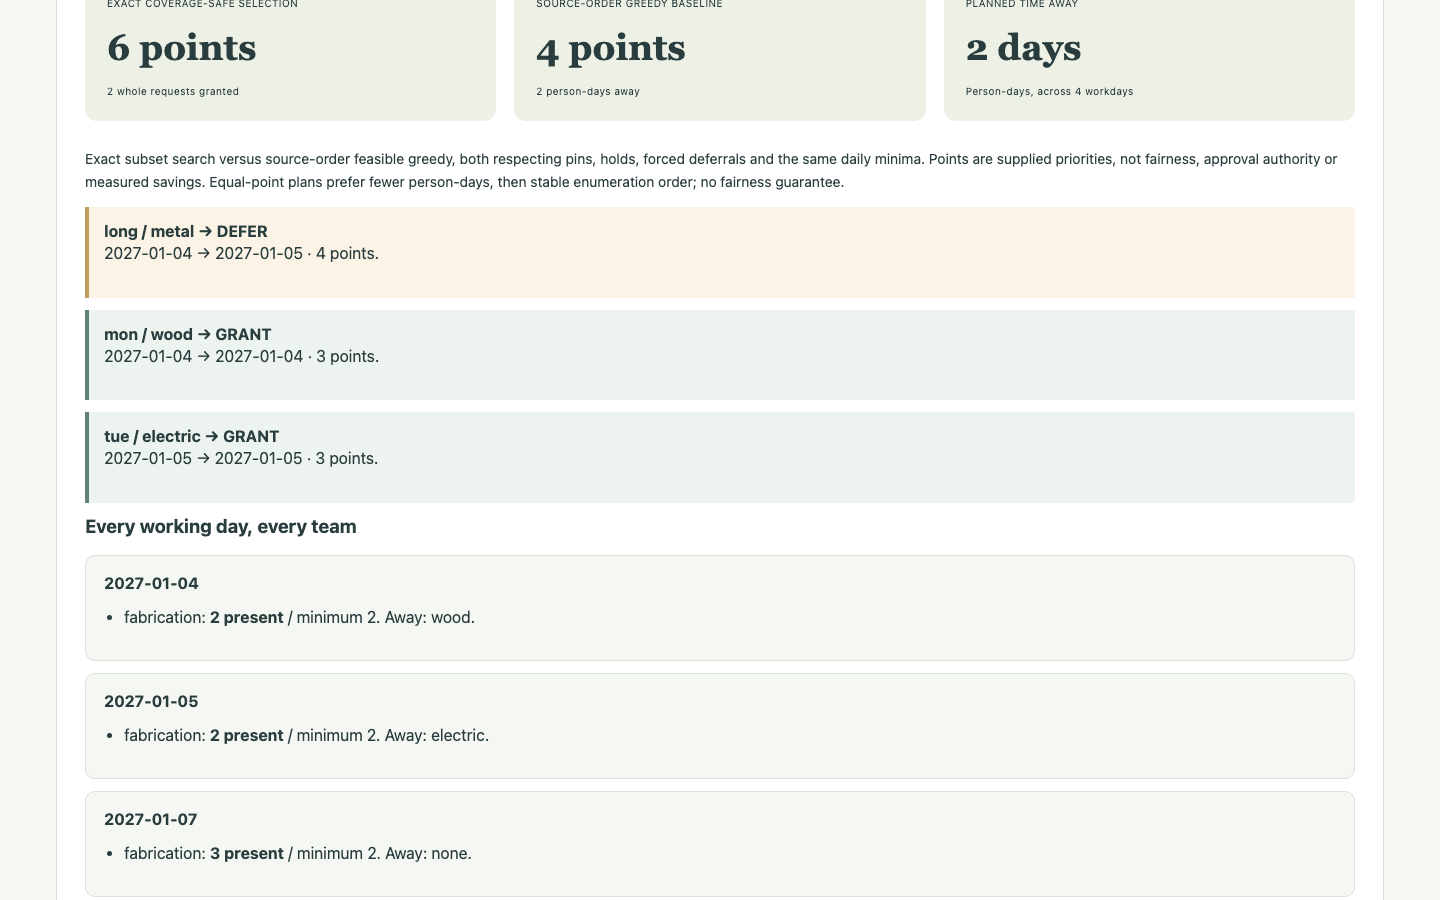 EXACT COVERAGE-SAFE SELECTION
6 points
2 whole requests granted
SOURCE-ORDER GREEDY BASELINE
4 points
2 person-days away
PLANNED TIME AWAY
2 days
Person-days, across 4 workdays
Exact subset search versus source-order feasible greedy, both respecting pins, holds, forced deferrals and the same daily minima. Points are supplied priorities, not fairness, approval authority or
measured savings. Equal-point plans prefer fewer person-days, then stable enumeration order; no fairness guarantee.
long / metal → DEFER
2027-01-04 → 2027-01-05 · 4 points.
mon / wood → GRANT
2027-01-04 → 2027-01-04 · 3 points.
tue / electric → GRANT
2027-01-05 → 2027-01-05 · 3 points.
Every working day, every team
2027-01-04
• fabrication: 2 present / minimum 2. Away: wood.
2027-01-05
• fabrication: 2 present / minimum 2. Away: electric.
2027-01-07
• fabrication: 3 present / minimum 2. Away: none.